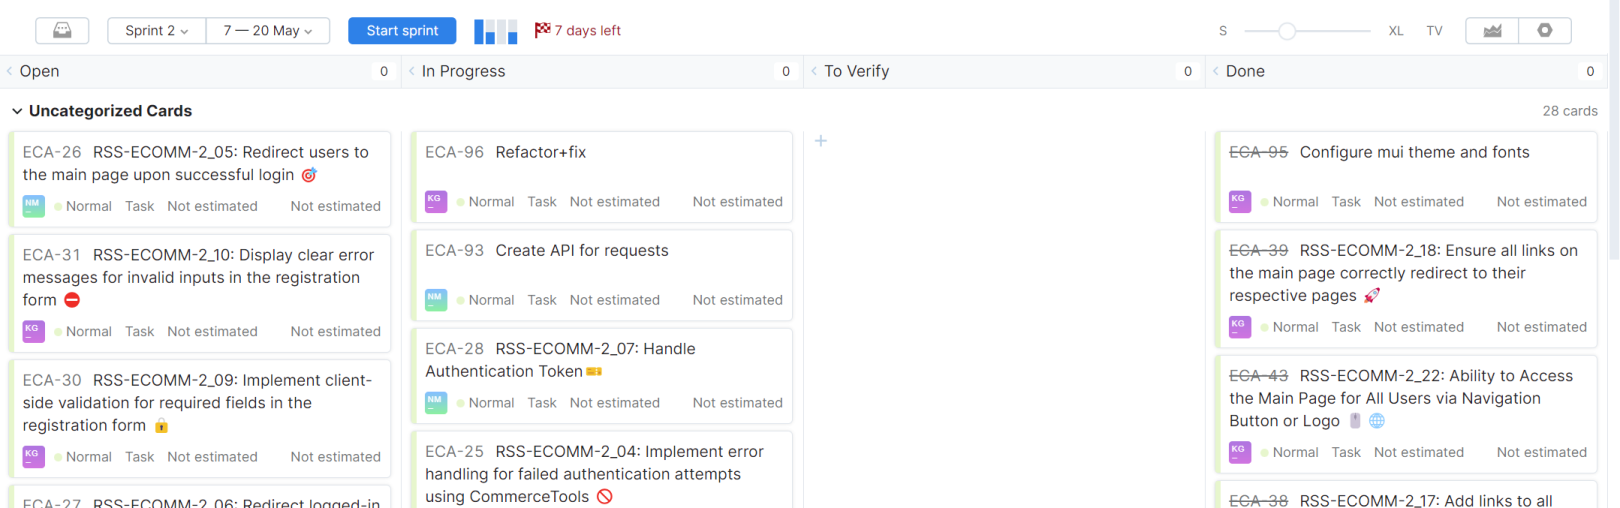 Sprint 2
7 — 20 May
Start sprint
7 days left
S
XL
TV
Open 0
In Progress 0
To Verify 0
Done 0
Uncategorized Cards
28 cards
ECA-26 RSS-ECOMM-2_05: Redirect users to
the main page upon successful login
NM Normal Task Not estimated Not estimated
ECA-31 RSS-ECOMM-2_10: Display clear error
messages for invalid inputs in the registration
form
KG Normal Task Not estimated Not estimated
ECA-30 RSS-ECOMM-2_09: Implement client-
side validation for required fields in the
registration form
KG Normal Task Not estimated Not estimated
ECA-27 RSS-ECOMM-2_06: Redirect logged-in
ECA-96 Refactor+fix
KG Normal Task Not estimated Not estimated
ECA-93 Create API for requests
NM Normal Task Not estimated Not estimated
ECA-28 RSS-ECOMM-2_07: Handle
Authentication Token
NM Normal Task Not estimated Not estimated
ECA-25 RSS-ECOMM-2_04: Implement error
handling for failed authentication attempts
using CommerceTools
ECA-95 Configure mui theme and fonts
KG Normal Task Not estimated Not estimated
ECA-39 RSS-ECOMM-2_18: Ensure all links on
the main page correctly redirect to their
respective pages
KG Normal Task Not estimated Not estimated
ECA-43 RSS-ECOMM-2_22: Ability to Access
the Main Page for All Users via Navigation
Button or Logo
KG Normal Task Not estimated Not estimated
ECA-38 RSS-ECOMM-2_17: Add links to all